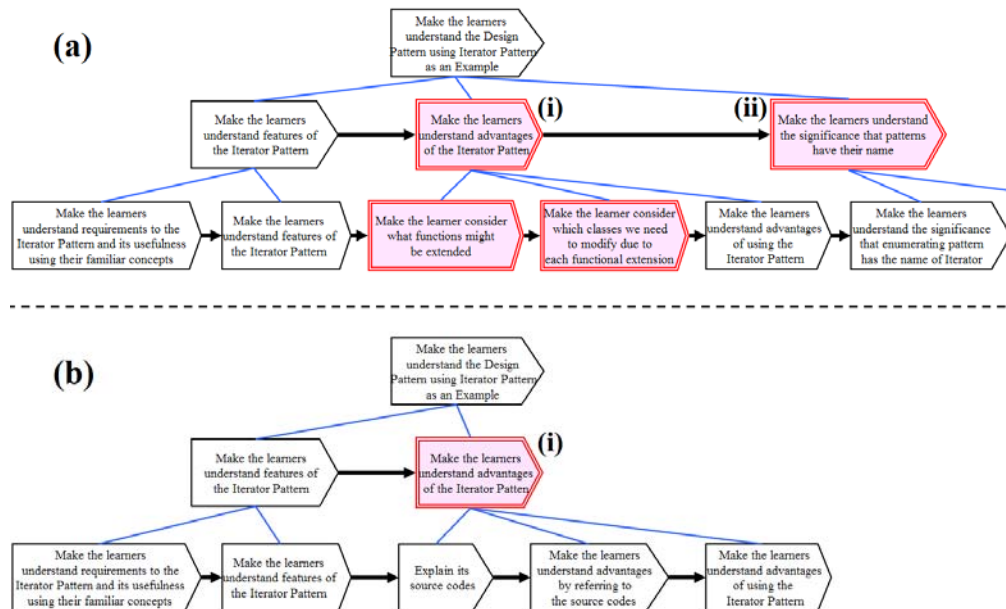 (a)
Make the learners
understand the Design
Pattern using Iterator Pattern
as an Example
Make the learners
understand features of
the Iterator Pattern
(i)
Make the learners
understand advantages
of the Iterator Patten
(ii)
Make the learners understand
the significance that patterns
have their name
Make the learners
understand requirements to the
Iterator Pattern and its usefulness
using their familiar concepts
Make the learners
understand features of
the Iterator Pattern
Make the learner consider
what functions might
be extended
Make the learner consider
which classes we need
to modify due to
each functional extension
Make the learners
understand advantages
of using the
Iterator Pattern
Make the learners
understand the significance
that enumerating pattern
has the name of Iterator
(b)
Make the learners
understand the Design
Pattern using Iterator Pattern
as an Example
Make the learners
understand features of
the Iterator Pattern
(i)
Make the learners
understand advantages
of the Iterator Patten
Make the learners
understand requirements to the
Iterator Pattern and its usefulness
using their familiar concepts
Make the learners
understand features of
the Iterator Pattern
Explain its
source codes
Make the learners
understand advantages
by referring to
the source codes
Make the learners
understand advantages
of using the
Iterator Pattern